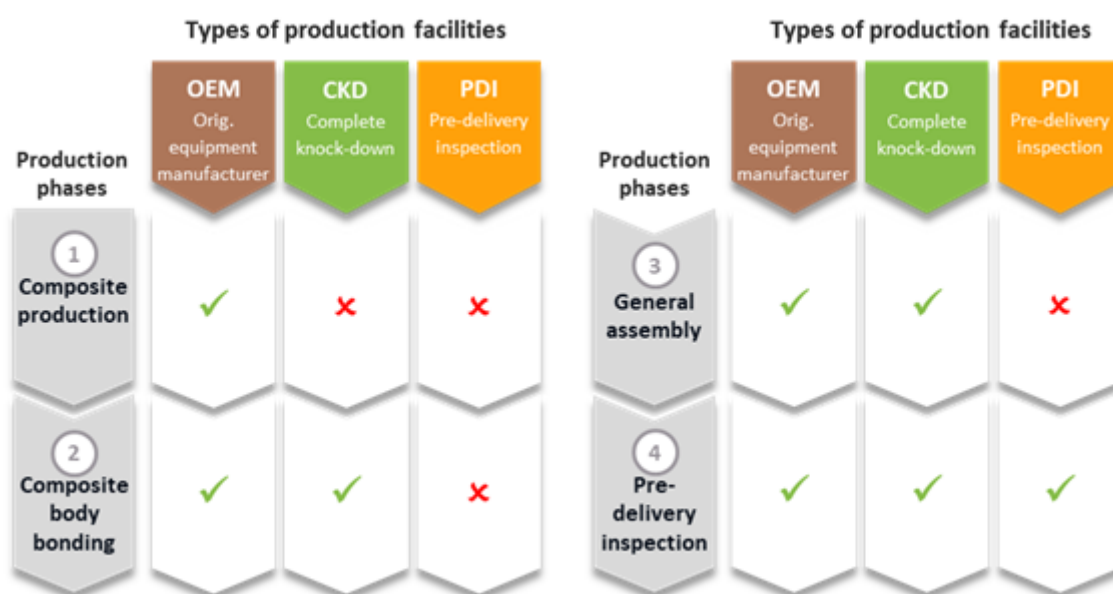 Types of production facilities
OEM
Orig.
equipment
manufacturer
CKD
Complete
knock-down
PDI
Pre-delivery
inspection
Production
phases
1
Composite
production
2
Composite
body
bonding
Types of production facilities
OEM
Orig.
equipment
manufacturer
CKD
Complete
knock-down
PDI
Pre-delivery
inspection
Production
phases
3
General
assembly
4
Pre-
delivery
inspection